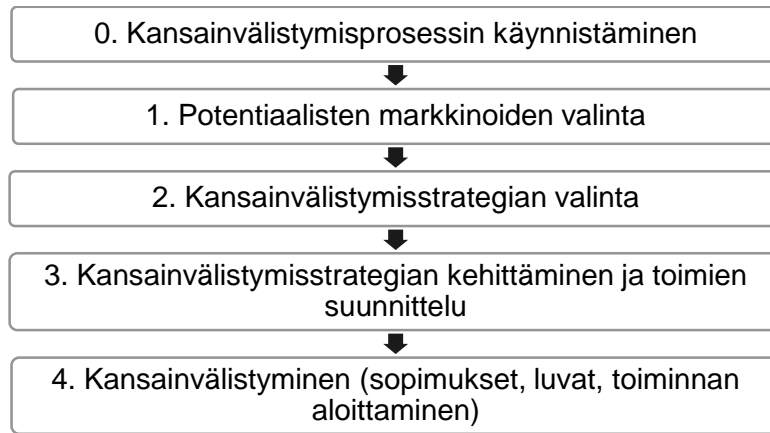 0. Kansainvälistymisprosessin käynnistäminen
1. Potentiaalisten markkinoiden valinta
2. Kansainvälistymisstrategian valinta
3. Kansainvälistymisstrategian kehittäminen ja toimien
suunnittelu
4. Kansainvälistyminen (sopimukset, luvat, toiminnan
aloittaminen)